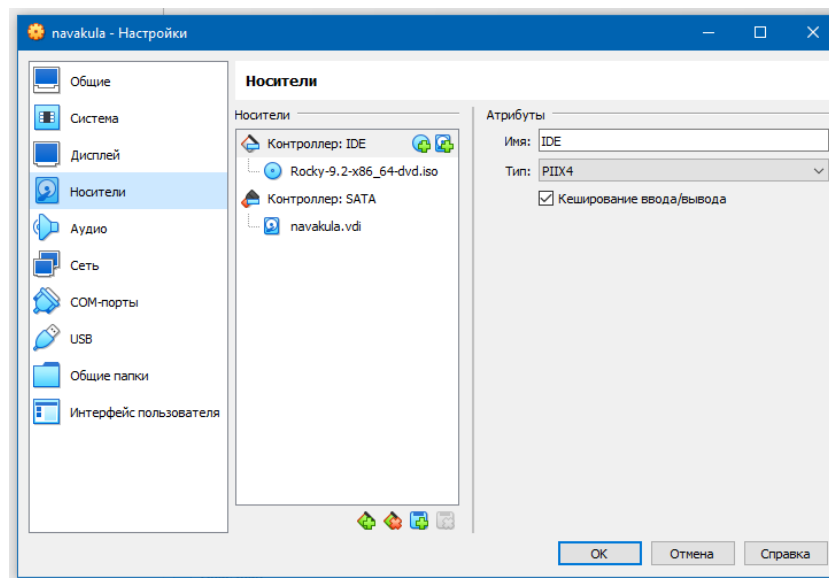 navakula - Настройки
Общие
Система
Дисплей
Носители
Аудио
Сеть
COM-порты
USB
Общие папки
Интерфейс пользователя
Носители
Носители
Контроллер: IDE
Rocky-9.2-x86_64-dvd.iso
Контроллер: SATA
navakula.vdi
Атрибуты
Имя: IDE
Тип: PIIX4
Кеширование ввода/вывода
OK
Отмена
Справка